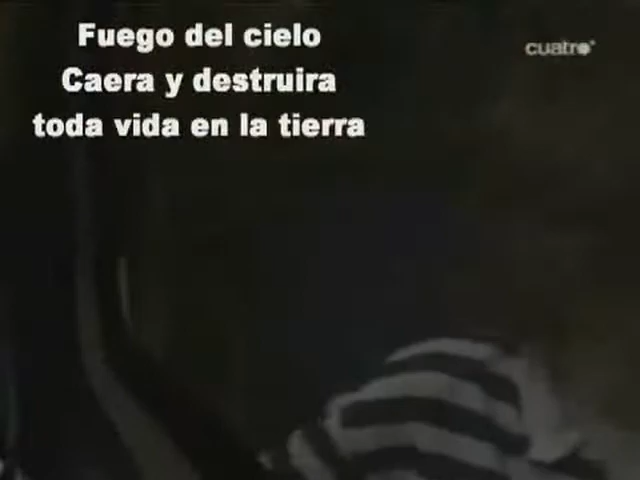 Fuego del cielo
Caera y destruira
toda vida en la tierra
cuatro